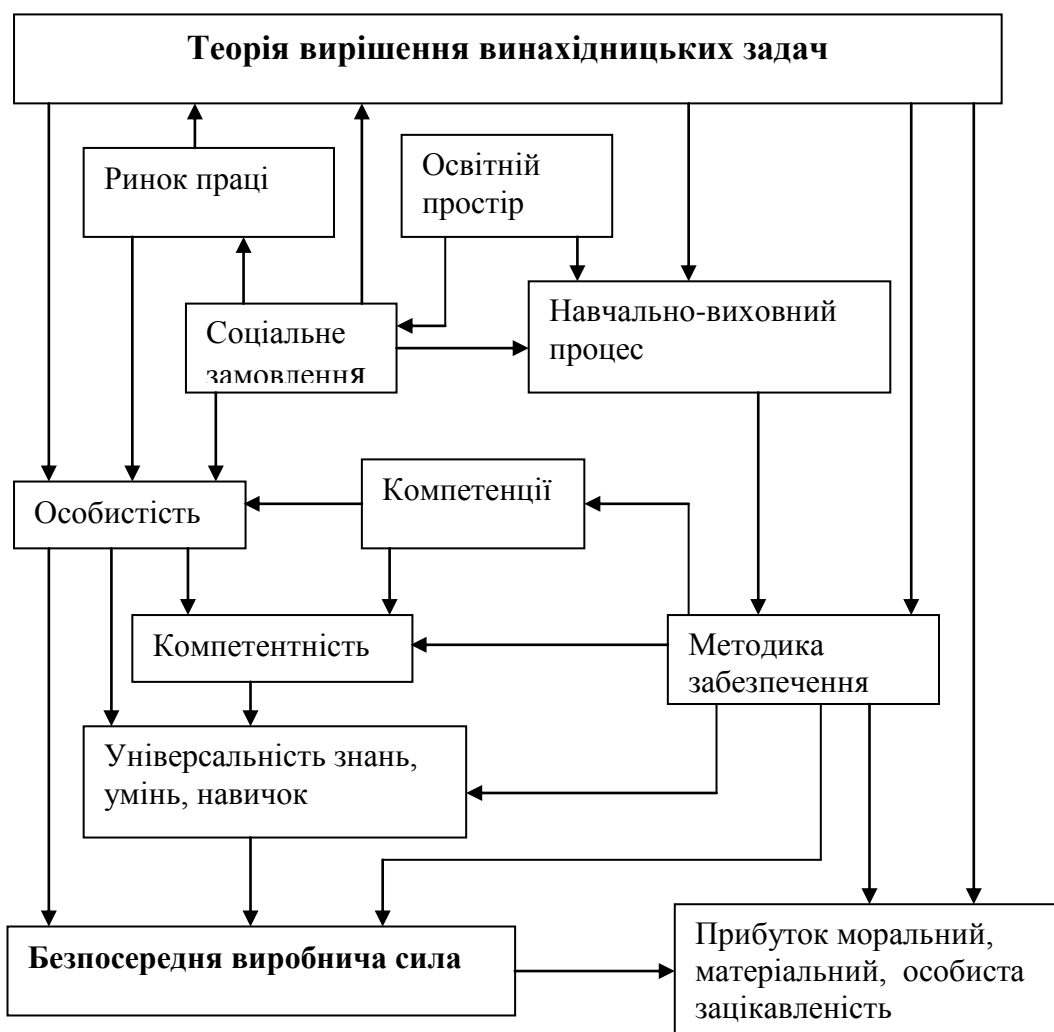 Теорія вирішення винахідницьких задач
Ринок праці
Освітній
простір
Соціальне
замовлення
Навчально-виховний
процес
Особистість
Компетенції
Компетентність
Методика
забезпечення
Універсальність знань,
умінь, навичок
Безпосередня виробнича сила
Прибуток моральний,
матеріальний, особиста
зацікавленість